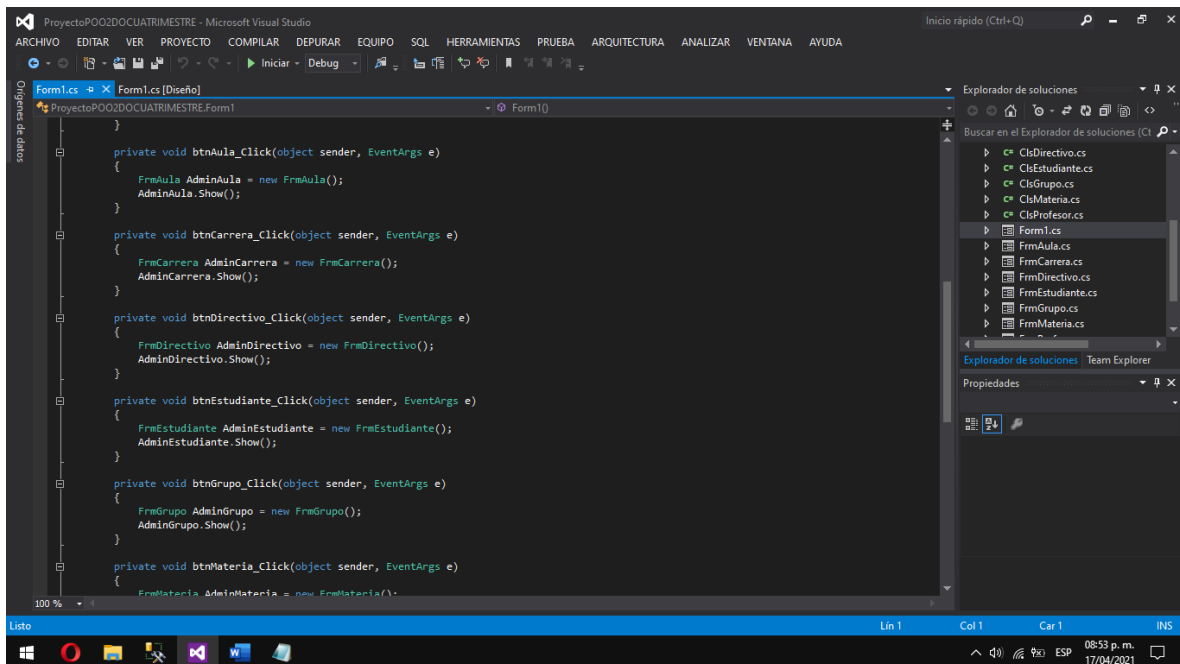 ProyectoPOO2DOCUATRIMESTRE - Microsoft Visual Studio
Inicio rápido (Ctrl+Q)
ARCHIVO EDITAR VER PROYECTO COMPILAR DEPURAR EQUIPO SQL HERRAMIENTAS PRUEBA ARQUITECTURA ANALIZAR VENTANA AYUDA
Iniciar Debug
Orígenes de datos
Form1.cs Form1.cs [Diseño]
ProyectoPOO2DOCUATRIMESTRE.Form1 Form1()
}
private void btnAula_Click(object sender, EventArgs e)
{
FrmAula AdminAula = new FrmAula();
AdminAula.Show();
}
private void btnCarrera_Click(object sender, EventArgs e)
{
FrmCarrera AdminCarrera = new FrmCarrera();
AdminCarrera.Show();
}
private void btnDirectivo_Click(object sender, EventArgs e)
{
FrmDirectivo AdminDirectivo = new FrmDirectivo();
AdminDirectivo.Show();
}
private void btnEstudiante_Click(object sender, EventArgs e)
{
FrmEstudiante AdminEstudiante = new FrmEstudiante();
AdminEstudiante.Show();
}
private void btnGrupo_Click(object sender, EventArgs e)
{
FrmGrupo AdminGrupo = new FrmGrupo();
AdminGrupo.Show();
}
private void btnMateria_Click(object sender, EventArgs e)
{
FrmMateria AdminMateria = new FrmMateria();
100 %
Explorador de soluciones
Buscar en el Explorador de soluciones (Ct
ClsDirectivo.cs
ClsEstudiante.cs
ClsGrupo.cs
ClsMateria.cs
ClsProfesor.cs
Form1.cs
FrmAula.cs
FrmCarrera.cs
FrmDirectivo.cs
FrmEstudiante.cs
FrmGrupo.cs
FrmMateria.cs
Explorador de soluciones Team Explorer
Propiedades
Listo Lín 1 Col 1 Car 1 INS
ESP 08:53 p. m.
17/04/2021